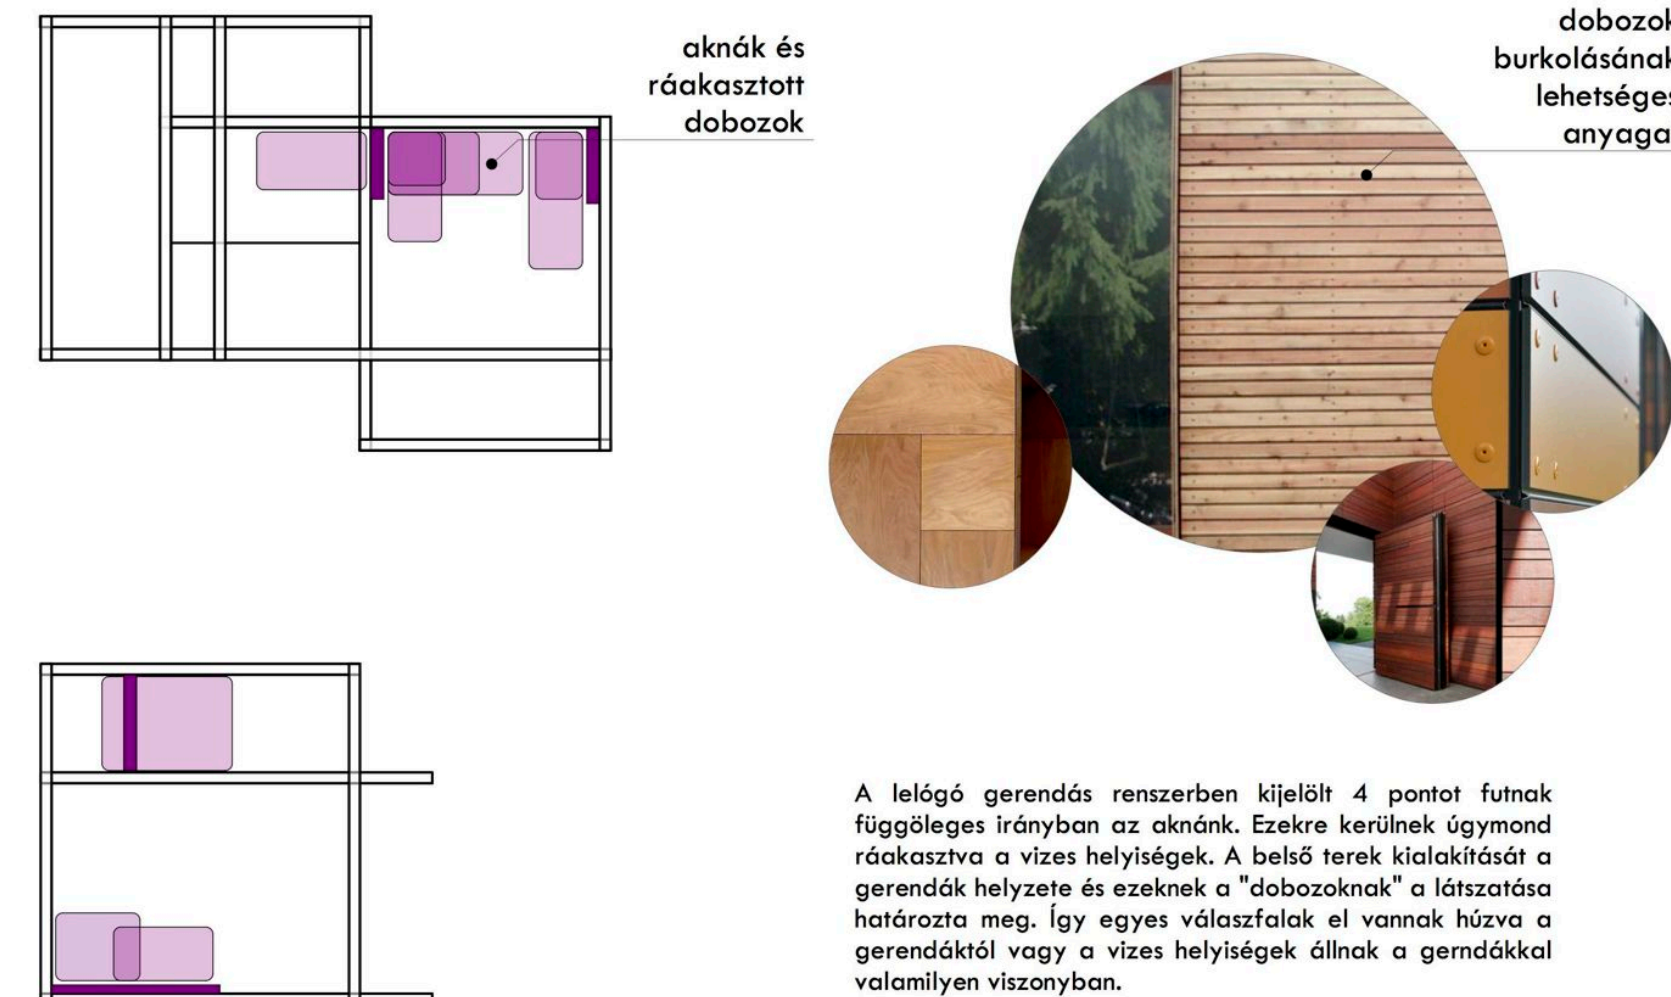 aknák és
ráakasztott
dobozok
dobozok
burkolásának
lehetséges
anyaga
A lelógó gerendás renszerben kijelölt 4 pontot futnak
függöleges irányban az aknánk. Ezekre kerülnek úgymond
ráakasztva a vizes helyiségek. A belső terek kialakítását a
gerendák helyzete és ezeknek a "dobozoknak" a látszatása
határozta meg. Így egyes válaszfalak el vannak húzva a
gerendáktól vagy a vizes helyiségek állnak a gerndákkal
valamilyen viszonyban.